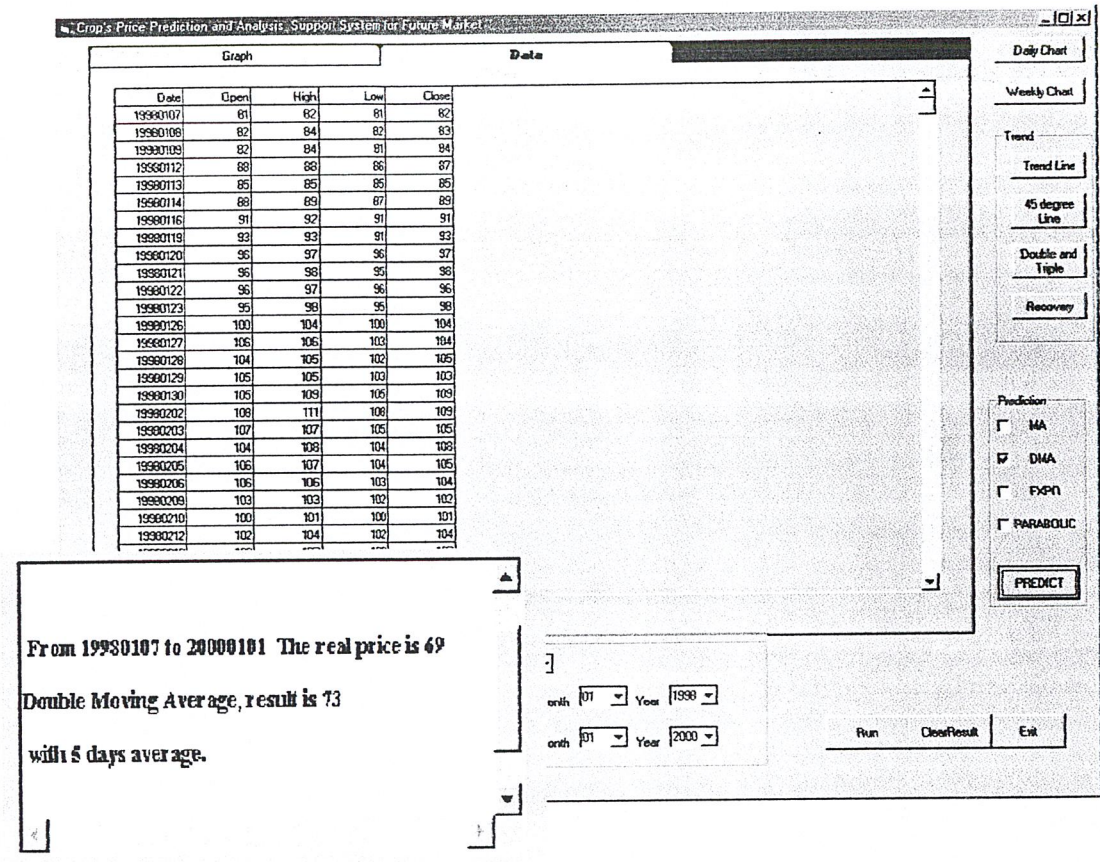 Crop's Price Prediction and Analysis Support System for Future Market
Graph Data
Date Open High Low Close
19980107 81 82 81 82
19980108 82 84 82 83
19980109 82 84 81 84
19980112 88 88 86 87
19980113 85 85 85 85
19980114 88 89 87 89
19980116 91 92 91 91
19980119 93 93 91 93
19980120 96 97 96 97
19980121 96 98 95 98
19980122 96 97 96 96
19980123 95 98 95 98
19980126 100 104 100 104
19980127 106 106 103 104
19980128 104 105 102 105
19980129 105 105 103 103
19980130 105 109 105 109
19980202 108 111 108 109
19980203 107 107 105 105
19980204 104 108 104 108
19980205 106 107 104 105
19980206 106 106 103 104
19980209 103 103 102 102
19980210 100 101 100 101
19980212 102 104 102 104
Daily Chart
Weekly Chart
Trend
Trend Line
45 degree
Line
Double and
Triple
Recovery
Prediction
MA
DMA
EXPO
PARABOLIC
PREDICT
From 19980107 to 20000101 The real price is 69
Double Moving Average, result is 73
with 5 days average.
onth 01 Year 1998
onth 01 Year 2000
Run ClearResult Exit